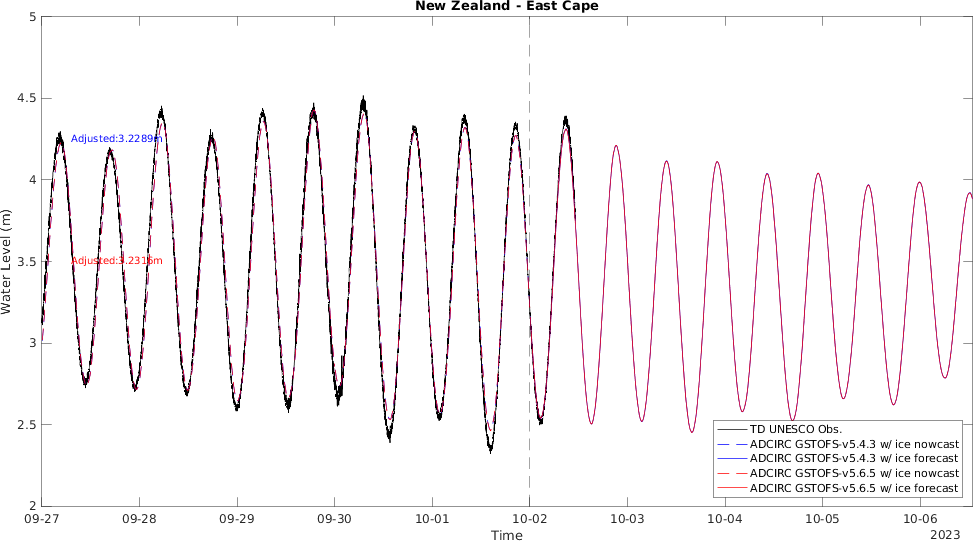 New Zealand - East Cape
Water Level (m)
5
4.5
4
3.5
3
2.5
2
Adjusted:3.2289m
Adjusted:3.2316m
TD UNESCO Obs.
ADCIRC GSTOFS-v5.4.3 w/ ice nowcast
ADCIRC GSTOFS-v5.4.3 w/ ice forecast
ADCIRC GSTOFS-v5.6.5 w/ ice nowcast
ADCIRC GSTOFS-v5.6.5 w/ ice forecast
09-27 09-28 09-29 09-30 10-01 10-02 10-03 10-04 10-05 10-06
Time
2023